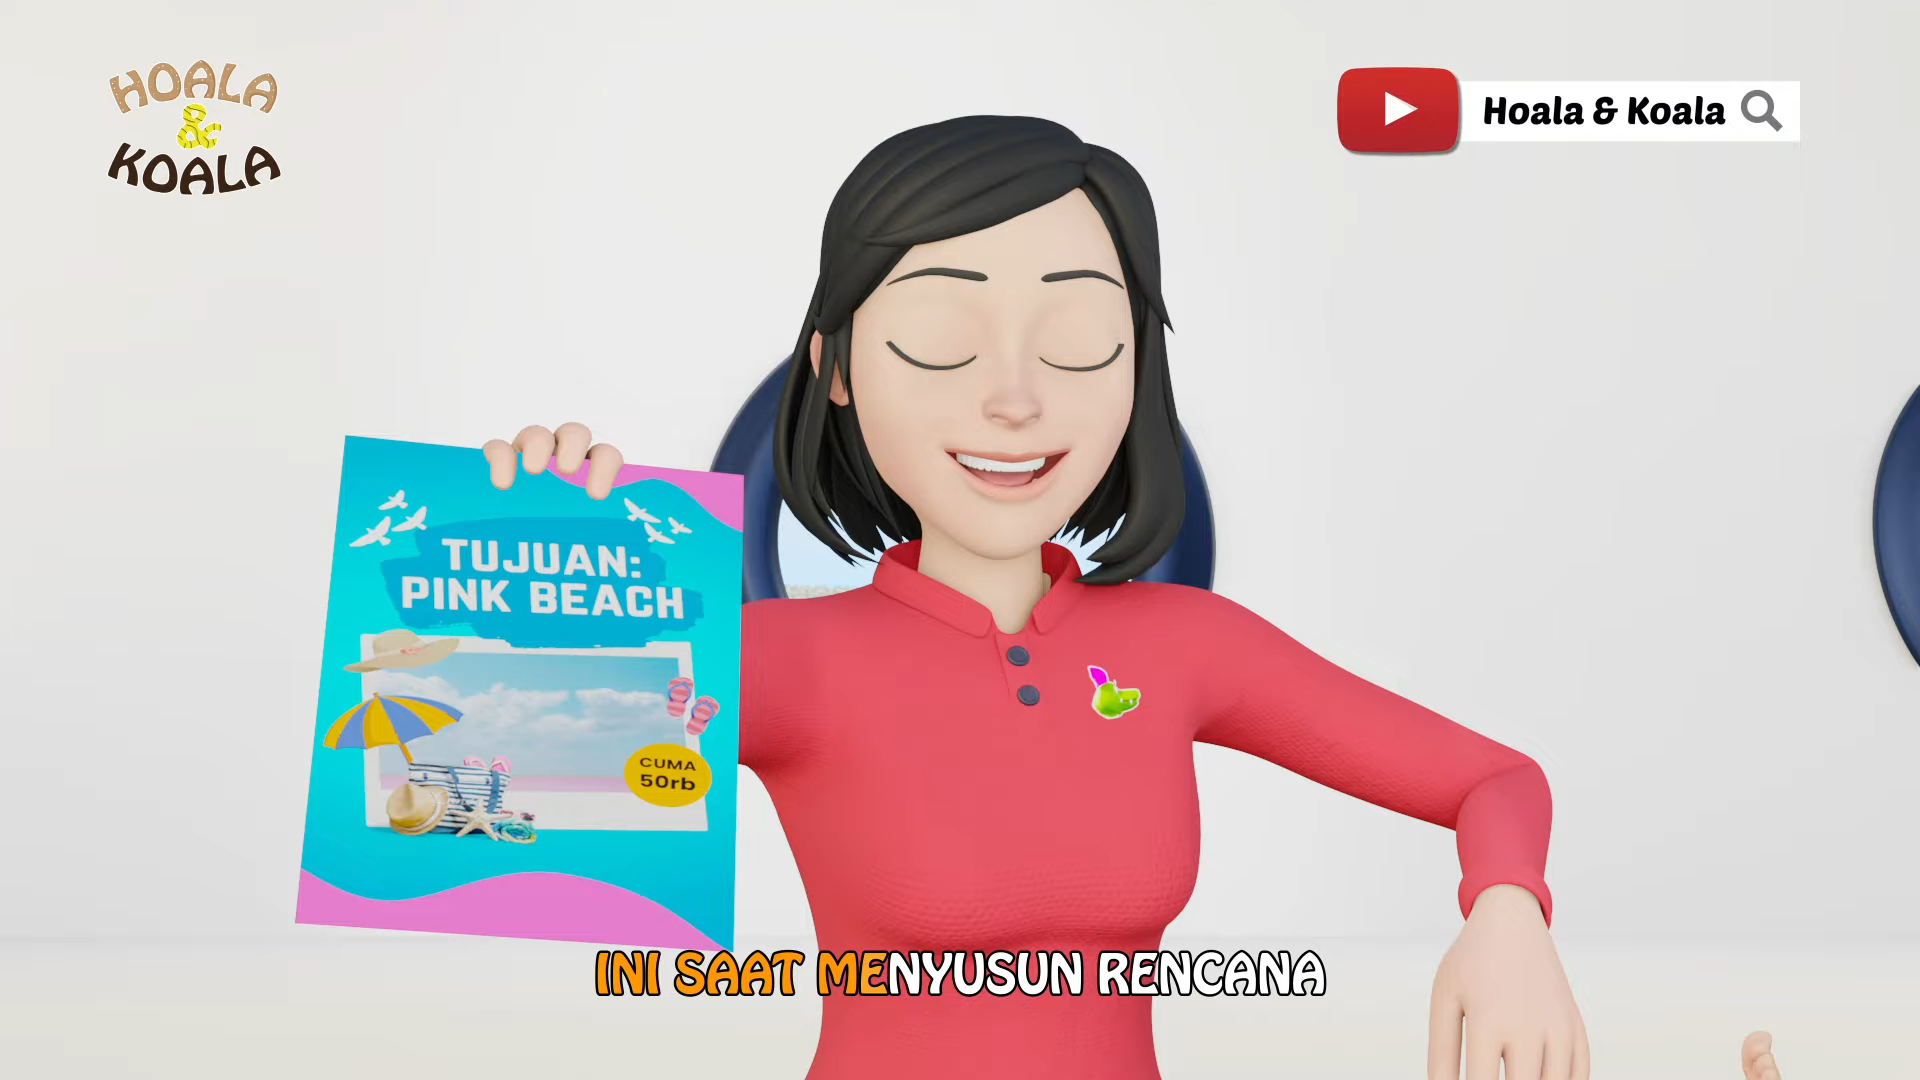 HOALA
&
KOALA
Hoala & Koala
TUJUAN:
PINK BEACH
CUMA
50rb
INI SAAT MENYUSUN RENCANA